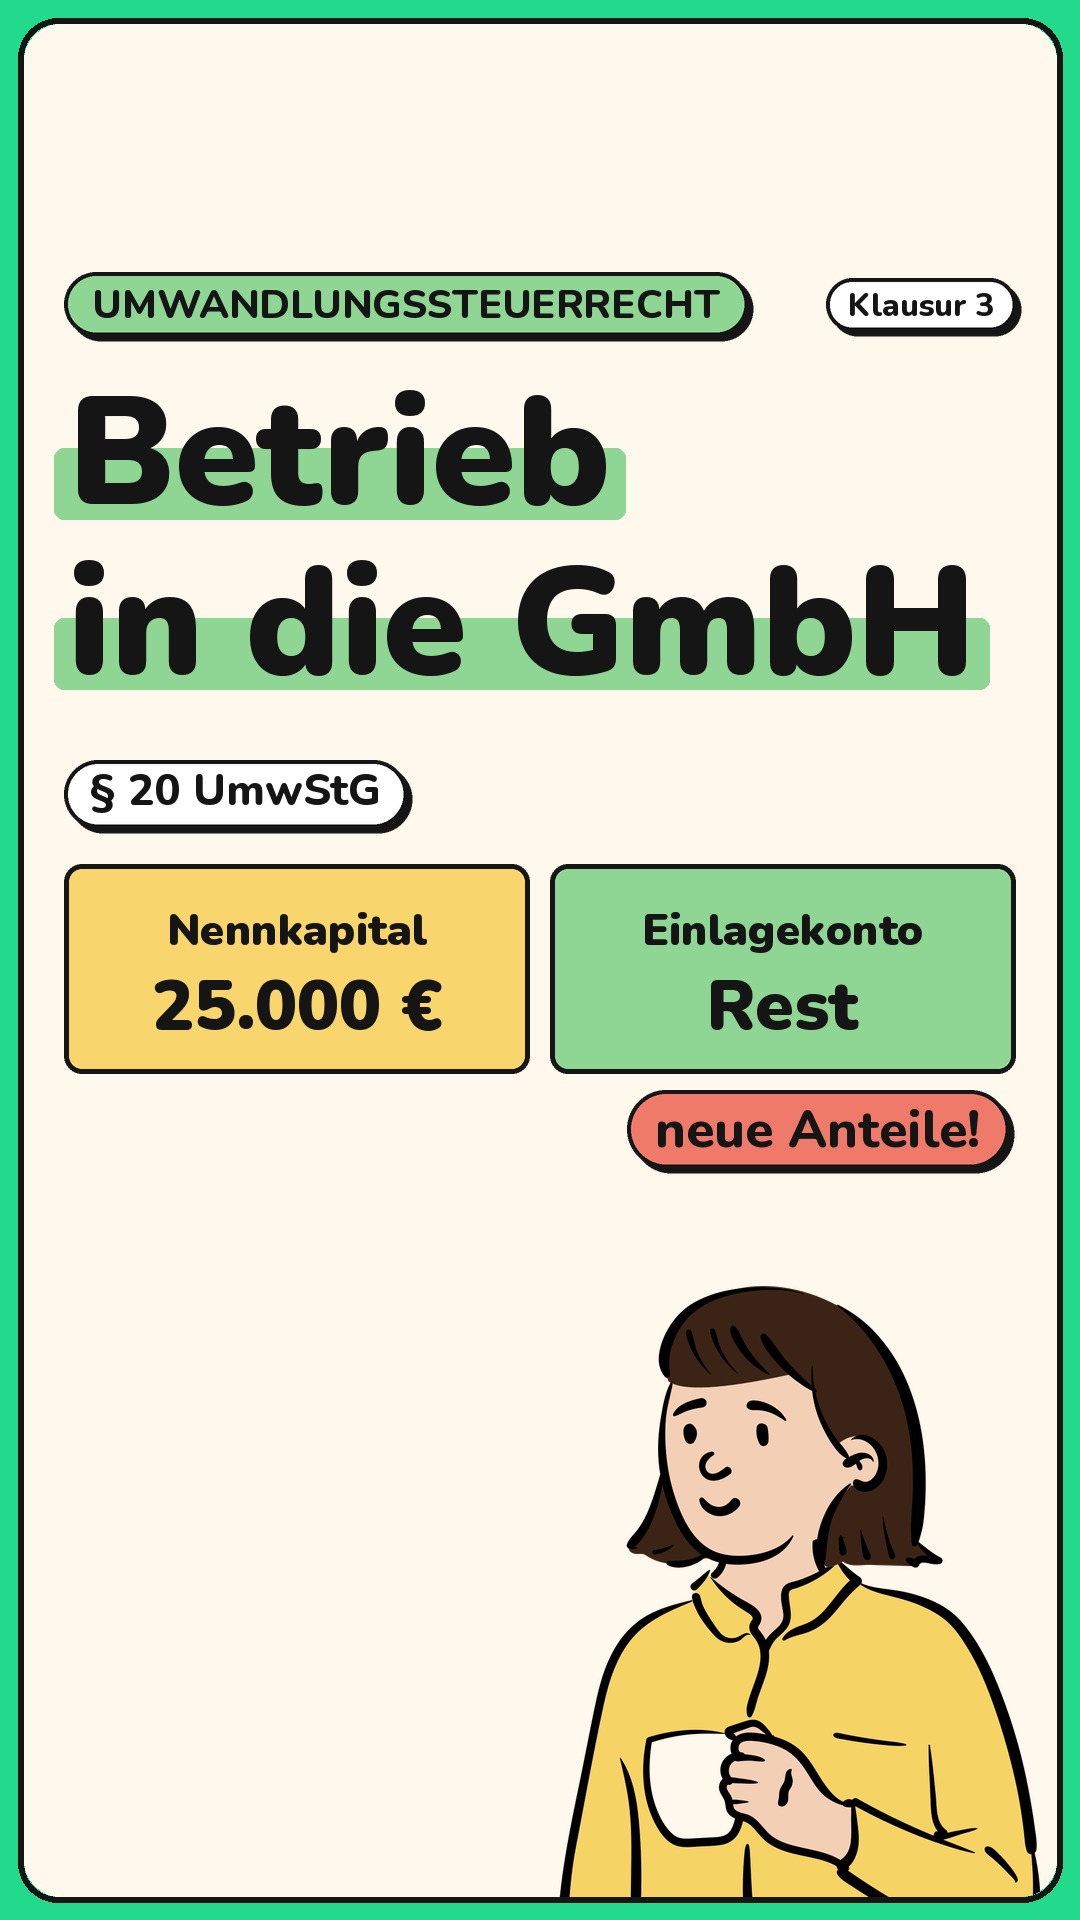 UMWANDLUNGSSTEUERRECHT
Klausur 3
Betrieb
in die GmbH
§ 20 UmwStG
Nennkapital
25.000 €
Einlagekonto
Rest
neue Anteile!